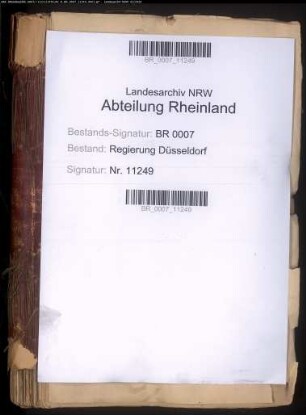 BR_0007_11249
Landesarchiv NRW
Abteilung Rheinland
Bestands-Signatur: BR 0007
Bestand: Regierung Düsseldorf
Signatur: Nr. 11249
BR_0007_11249